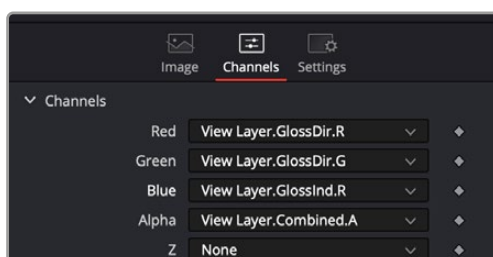 Image Channels Settings
Channels
Red View Layer.GlossDir.R
Green View Layer.GlossDir.G
Blue View Layer.GlossInd.R
Alpha View Layer.Combined.A
Z None